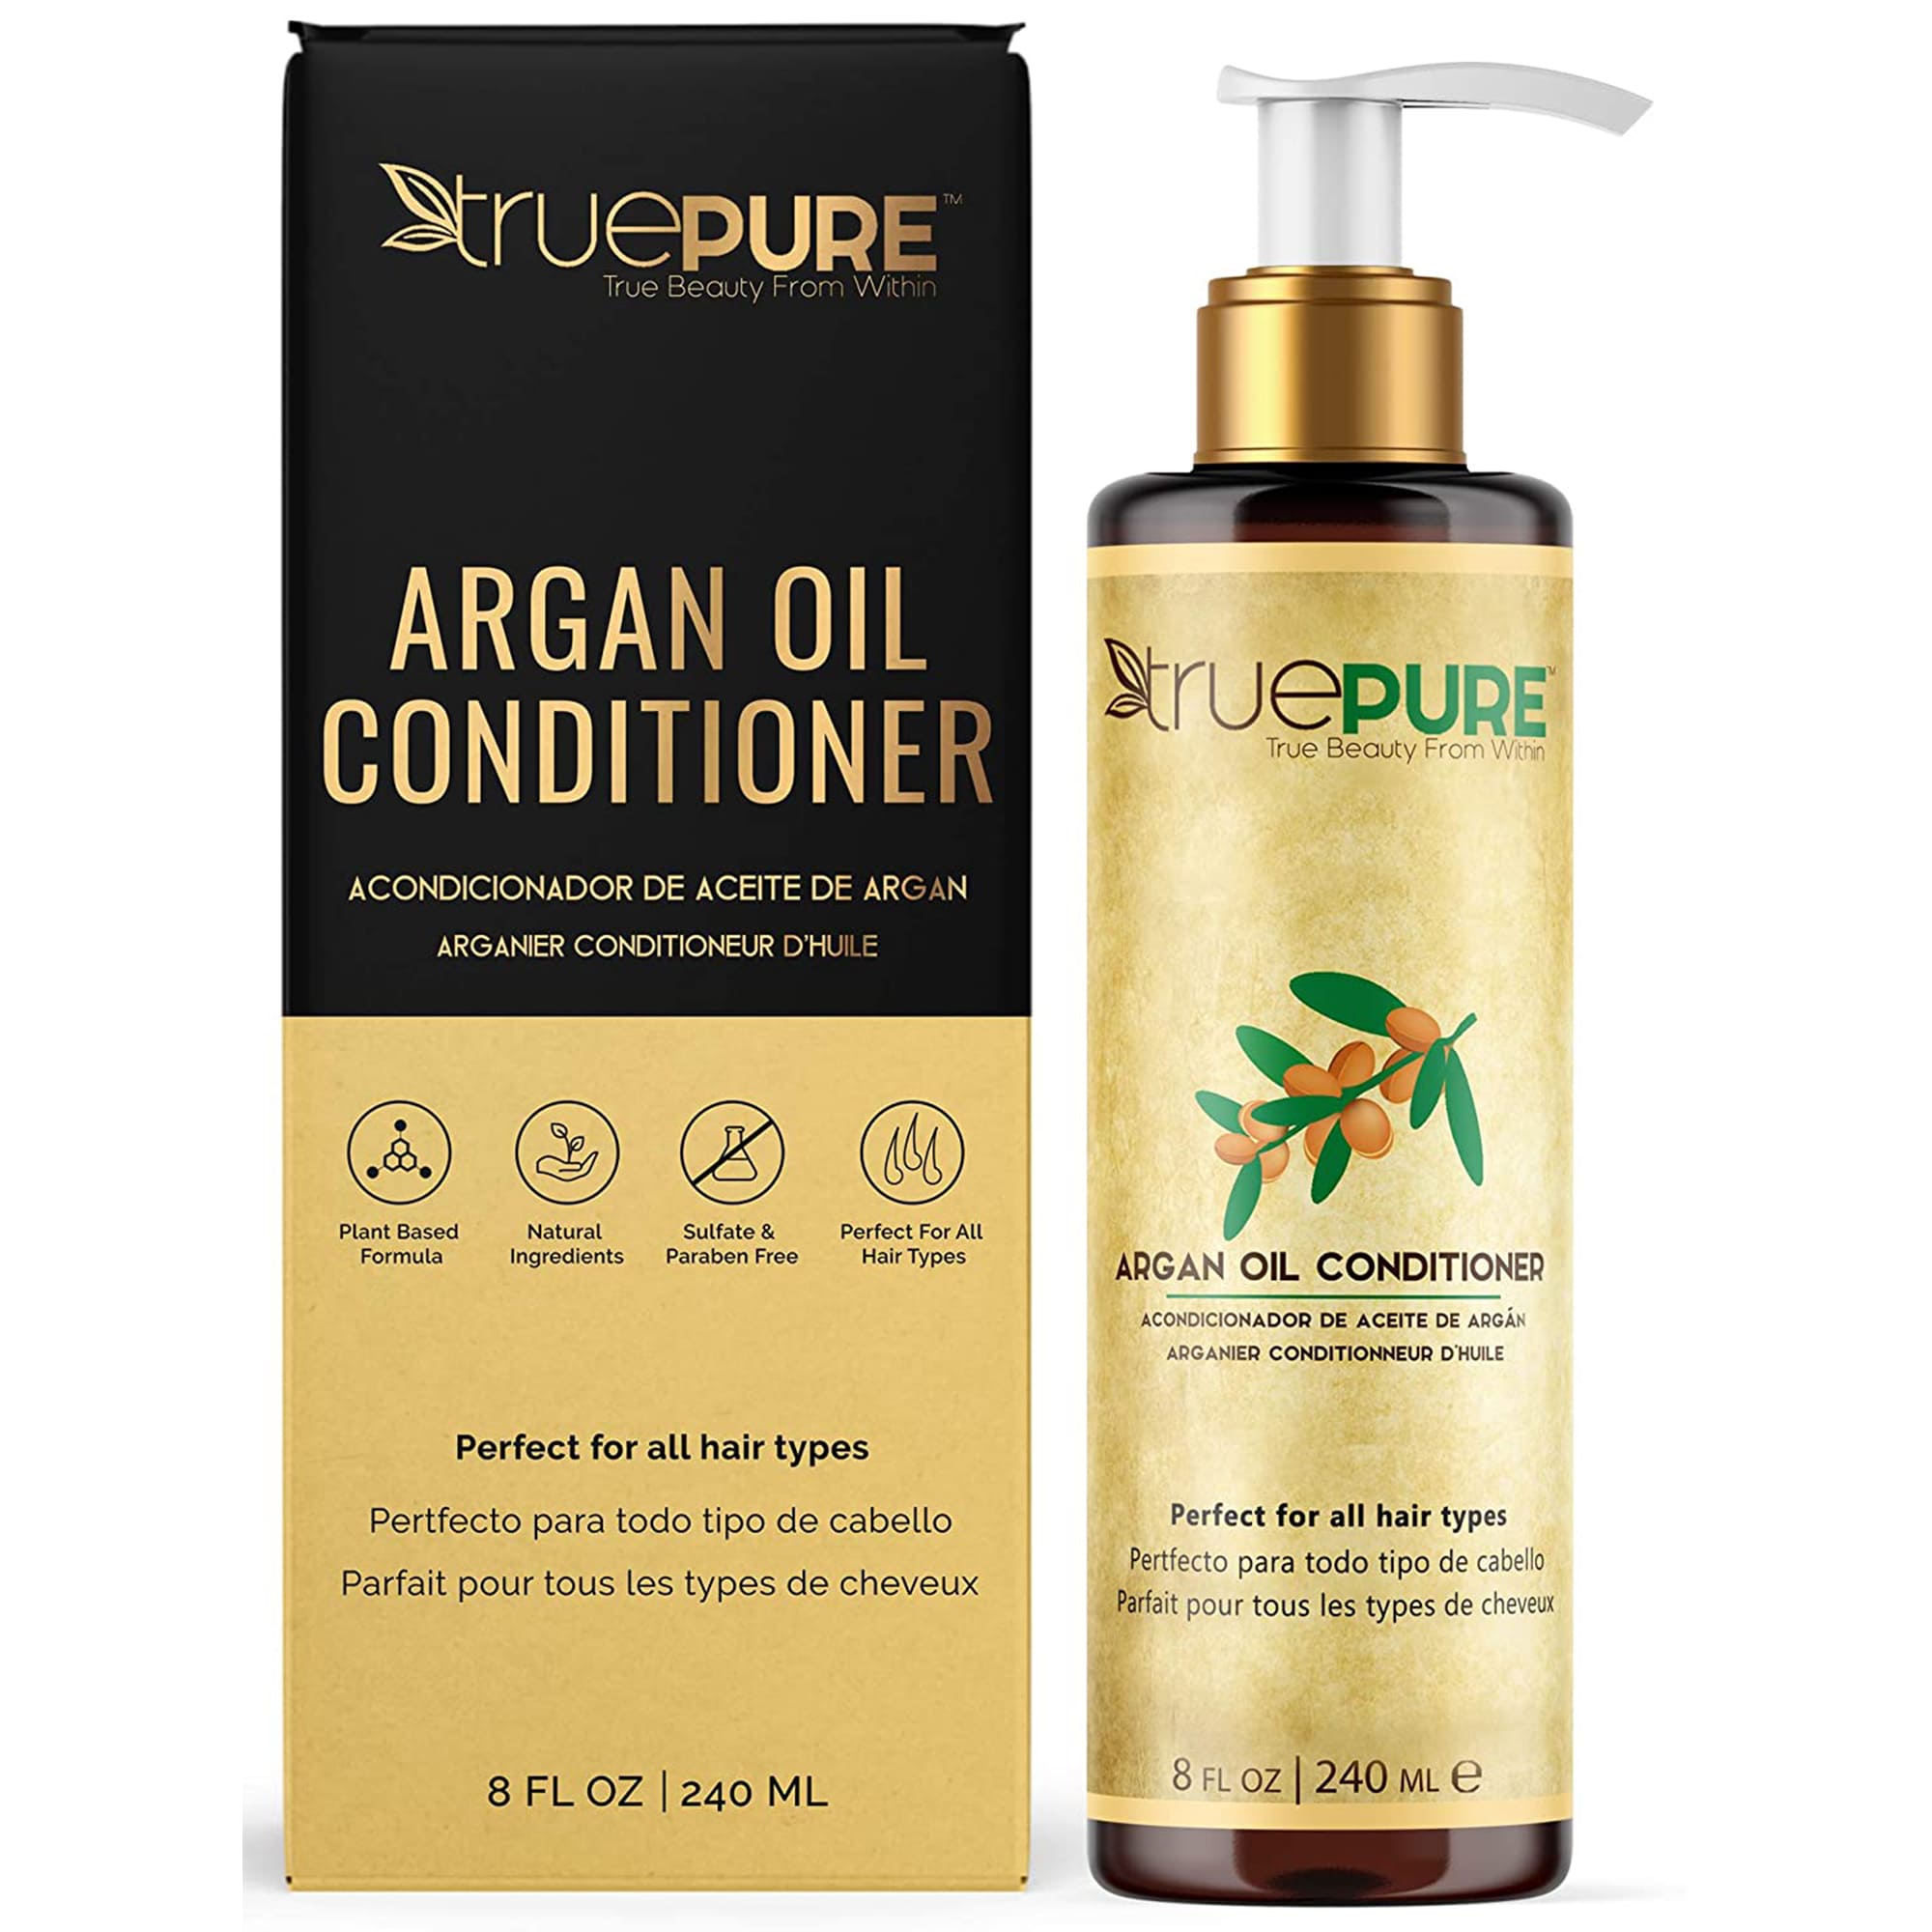 truePURE™
True Beauty From Within
ARGAN OIL
CONDITIONER
ACONDICIONADOR DE ACEITE DE ARGAN
ARGANIER CONDITIONEUR D'HUILE
Plant Based
Formula
Natural
Ingredients
Sulfate &
Paraben Free
Perfect For All
Hair Types
Perfect for all hair types
Pertfecto para todo tipo de cabello
Parfait pour tous les types de cheveux
8 FL OZ | 240 ML
truePURE™
True Beauty From Within
ARGAN OIL CONDITIONER
ACONDICIONADOR DE ACEITE DE ARGÁN
ARGANIER CONDITIONNEUR D'HUILE
Perfect for all hair types
Pertfecto para todo tipo de cabello
Parfait pour tous les types de cheveux
8 FL OZ | 240 ML ℮